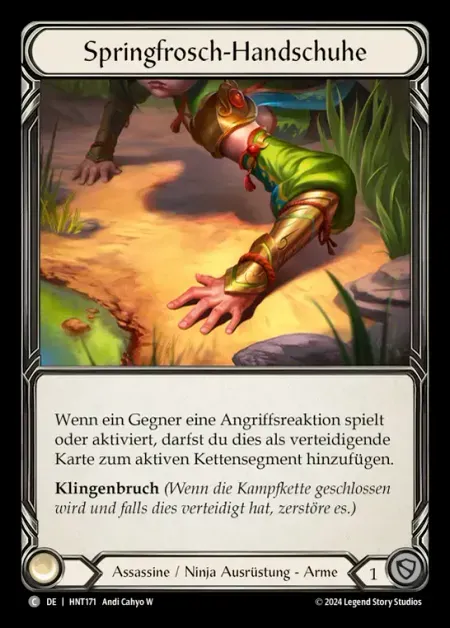 Springfrosch-Handschuhe
Wenn ein Gegner eine Angriffsreaktion spielt
oder aktiviert, darfst du dies als verteidigende
Karte zum aktiven Kettensegment hinzufügen.
Klingenbruch (Wenn die Kampfkette geschlossen
wird und falls dies verteidigt hat, zerstöre es.)
Assassine / Ninja Ausrüstung - Arme
1
C DE | HNT171 Andi Cahyo W
© 2024 Legend Story Studios